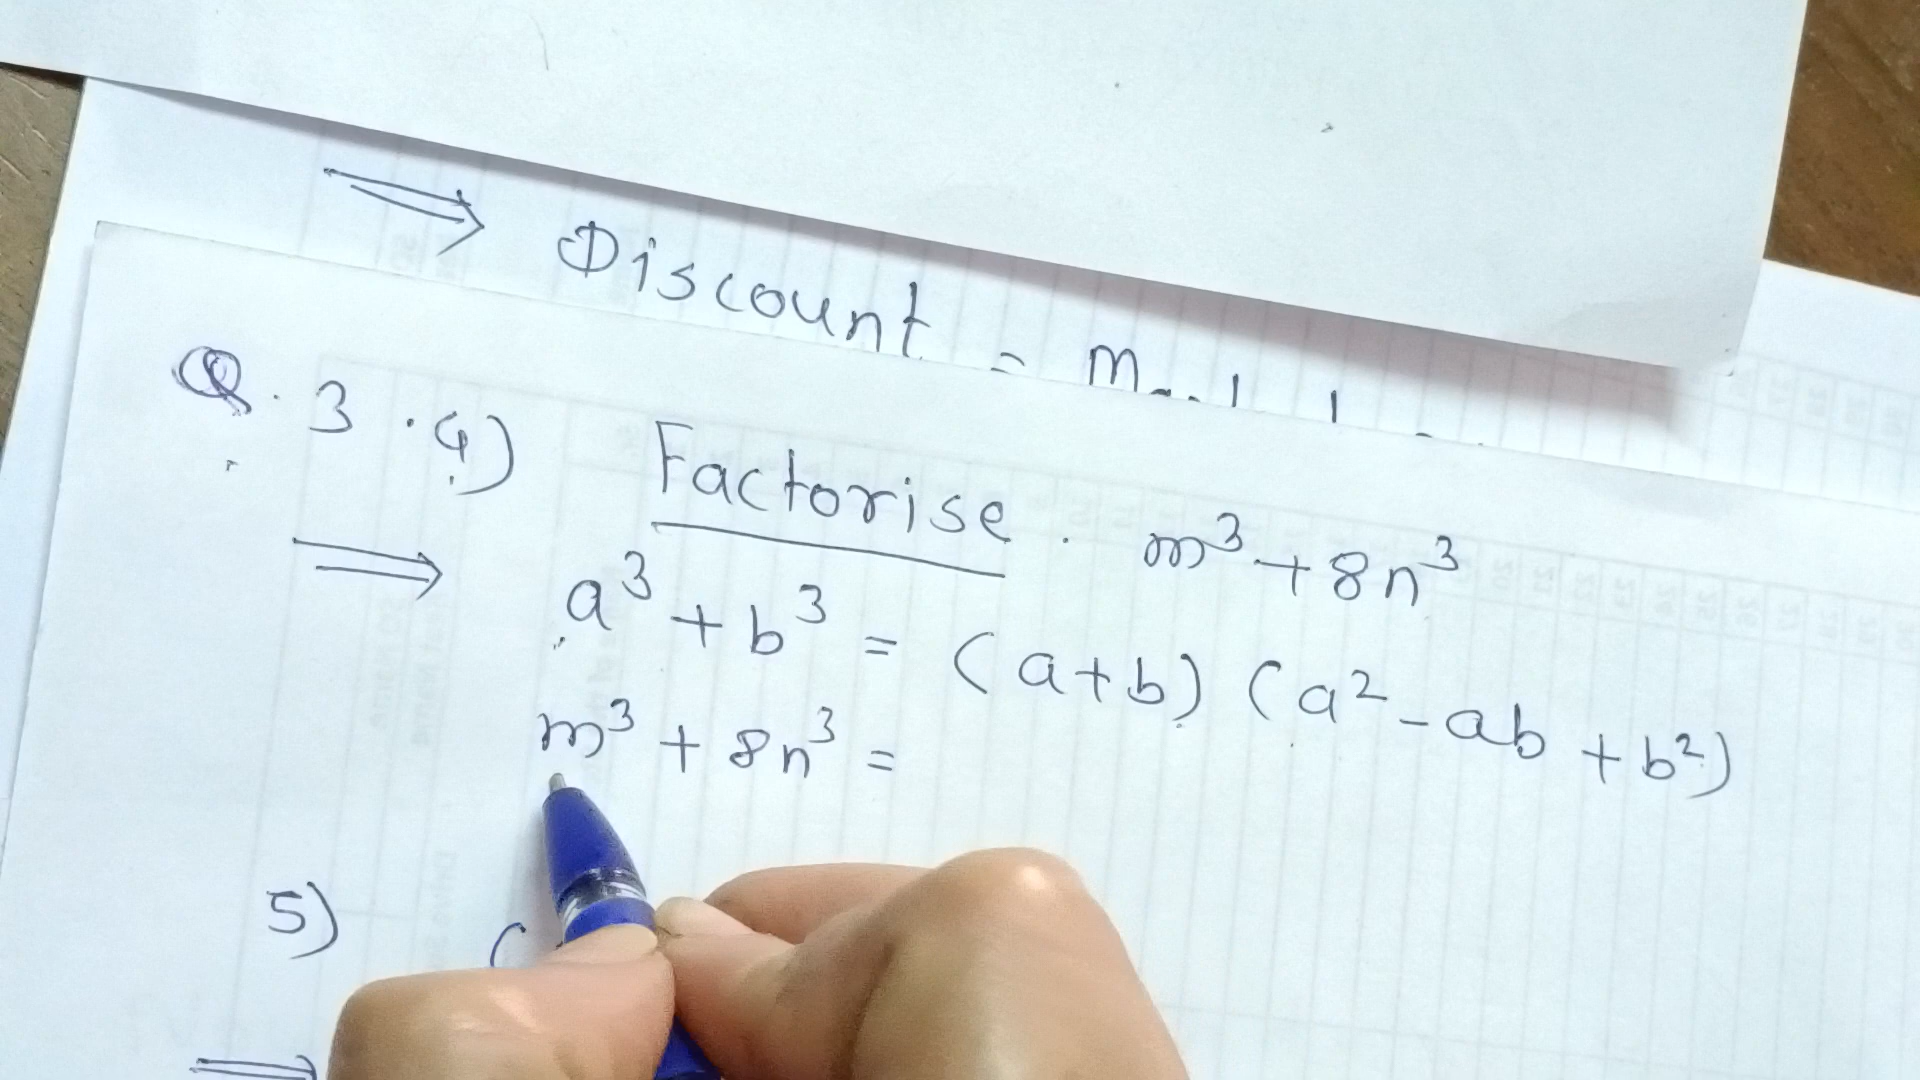 ⇒ Discount =
Q. 3. 4) Factorise. m³ + 8n³
⇒ a³ + b³ = (a+b) (a² - ab + b²)
m³ + 8n³ =
5) (
⇒